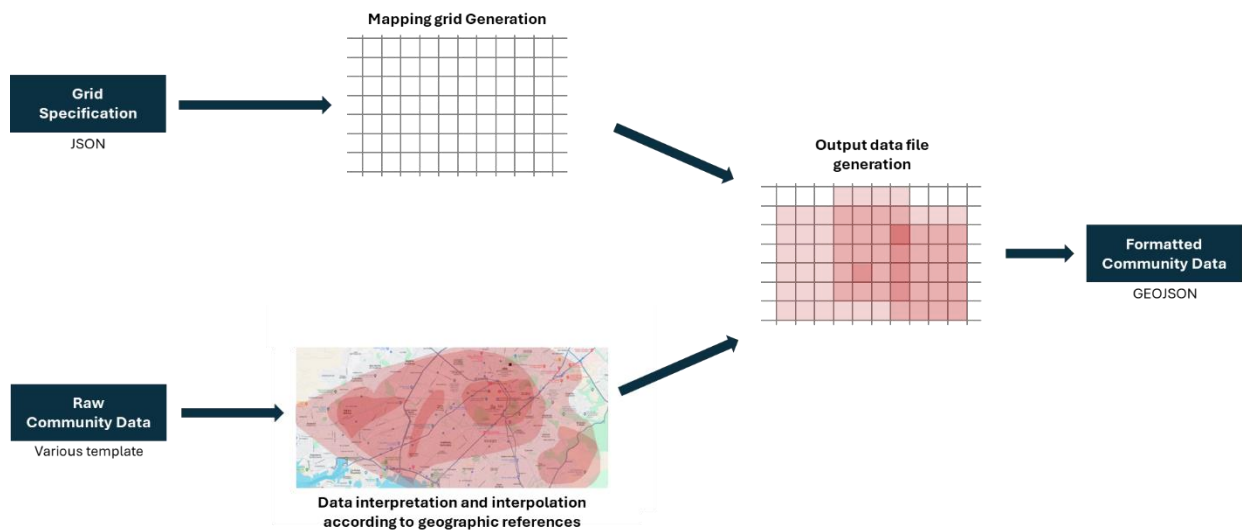 Mapping grid Generation
Grid
Specification
JSON
Output data file
generation
Formatted
Community Data
GEOJSON
Raw
Community Data
Various template
Data interpretation and interpolation
according to geographic references